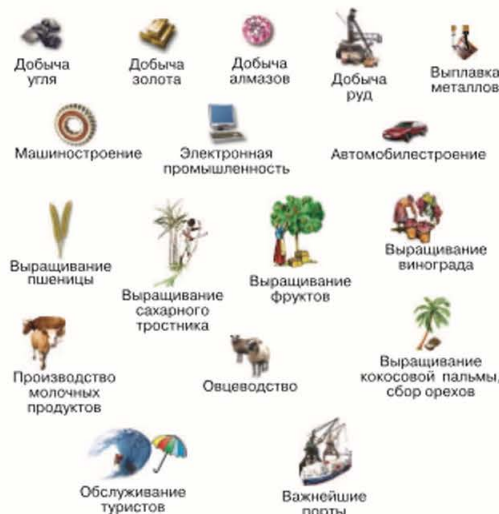 Добыча
угля
Добыча
золота
Добыча
алмазов
Добыча
руд
Выплавка
металлов
Машиностроение
Электронная
промышленность
Автомобилестроение
Выращивание
пшеницы
Выращивание
сахарного
тростника
Выращивание
фруктов
Выращивание
винограда
Производство
молочных
продуктов
Овцеводство
Выращивание
кокосовой пальмы,
сбор орехов
Обслуживание
туристов
Важнейшие
порты